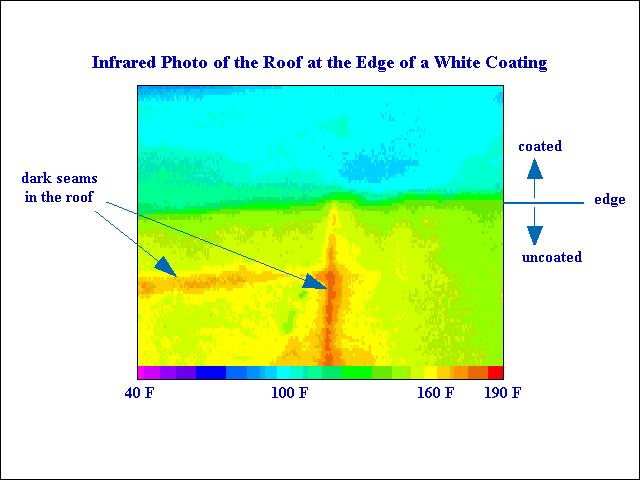 Infrared Photo of the Roof at the Edge of a White Coating
coated
dark seams
in the roof
edge
uncoated
40 F
100 F
160 F
190 F